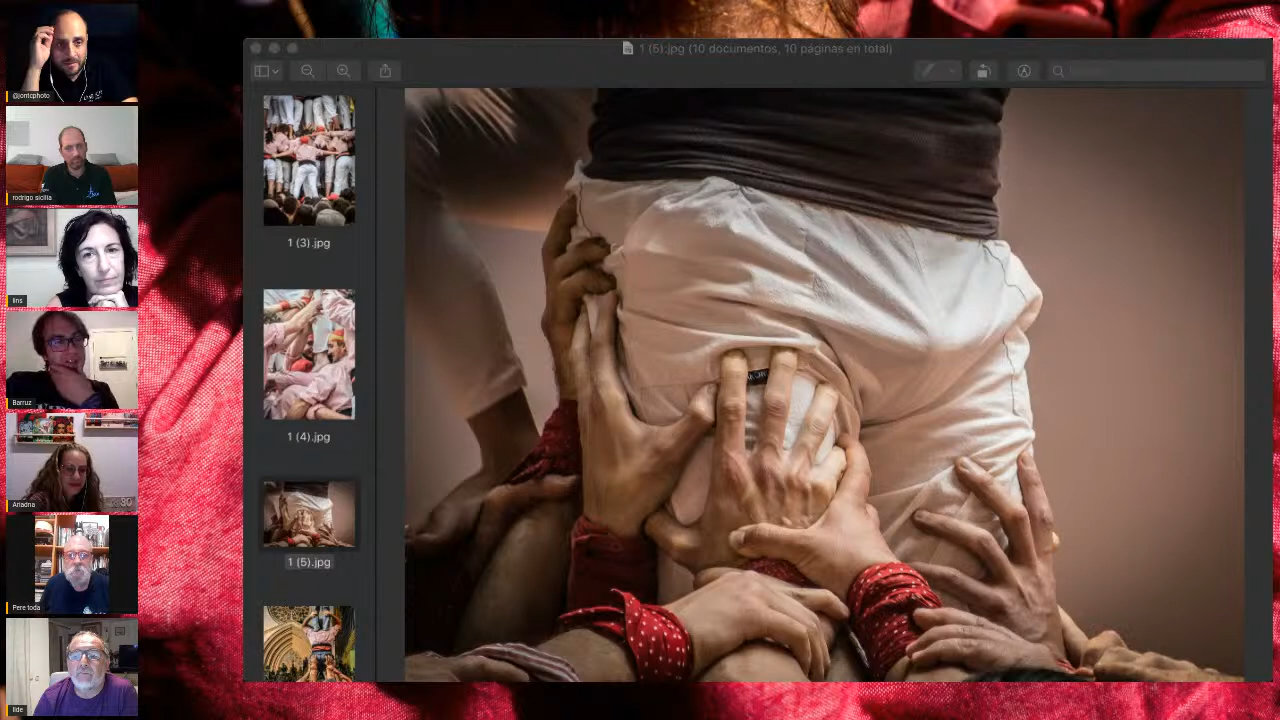 @jontcphoto
rodrigo sicilia
lins
Barruz
Ariadna
Pere toda
Ilde
1 (5).jpg (10 documentos, 10 páginas en total)
1 (3).jpg
1 (4).jpg
1 (5).jpg